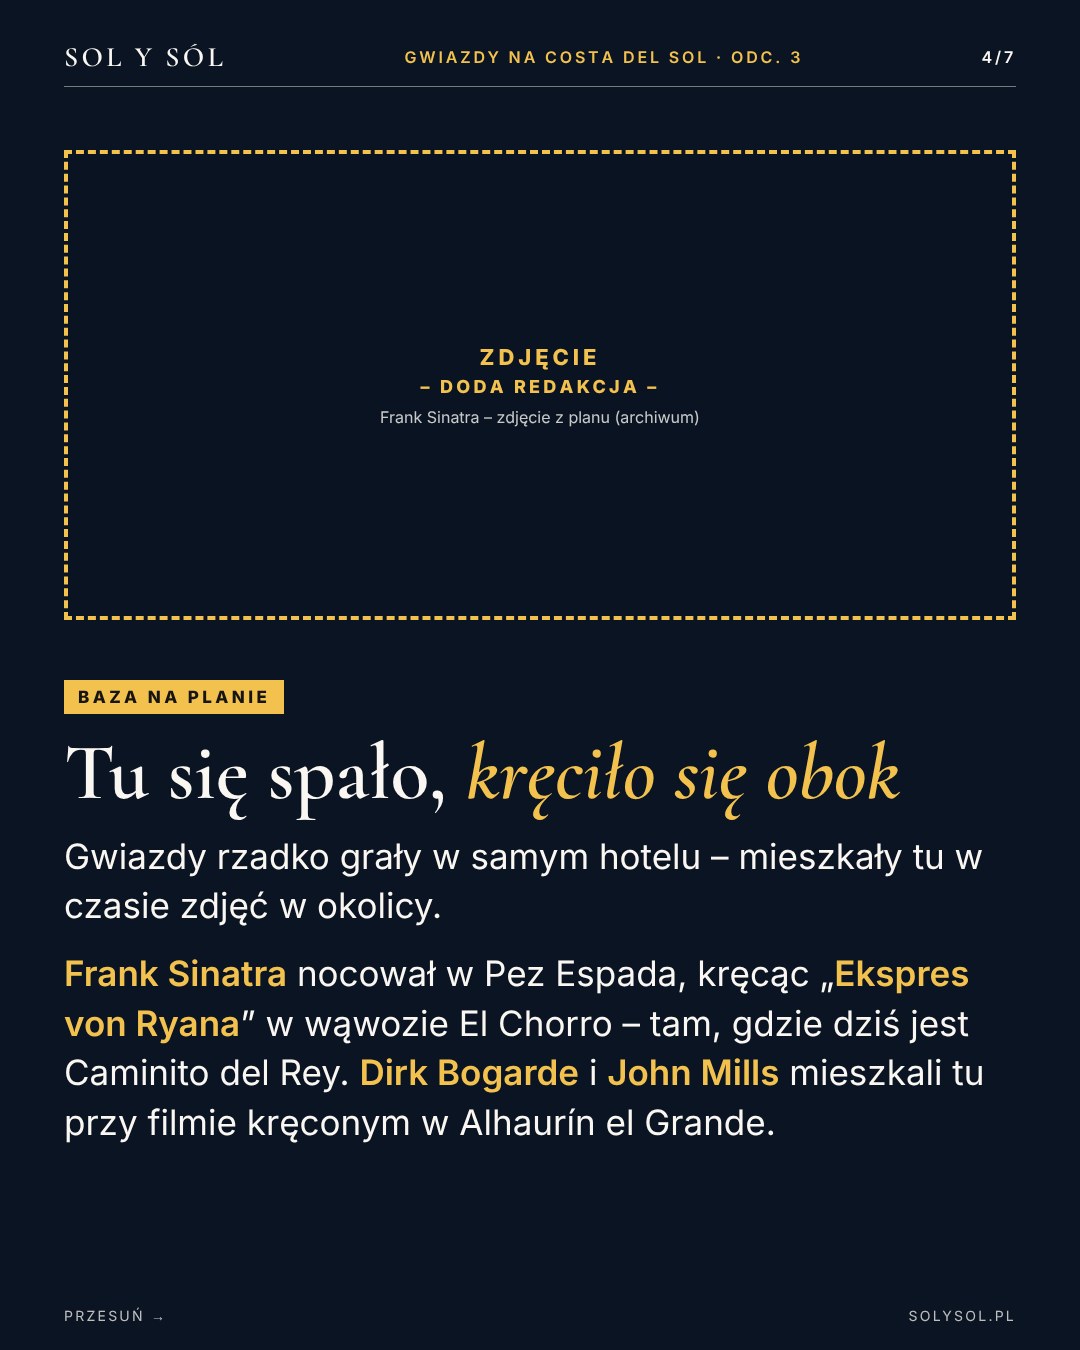 SOL Y SÓL
GWIAZDY NA COSTA DEL SOL · ODC. 3
4/7
ZDJĘCIE
– DODA REDAKCJA –
Frank Sinatra – zdjęcie z planu (archiwum)
BAZA NA PLANIE
Tu się spało, kręciło się obok
Gwiazdy rzadko grały w samym hotelu – mieszkały tu w
czasie zdjęć w okolicy.
Frank Sinatra nocował w Pez Espada, kręcąc „Ekspres
von Ryana” w wąwozie El Chorro – tam, gdzie dziś jest
Caminito del Rey. Dirk Bogarde i John Mills mieszkali tu
przy filmie kręconym w Alhaurín el Grande.
PRZESUŃ →
SOLYSOL.PL